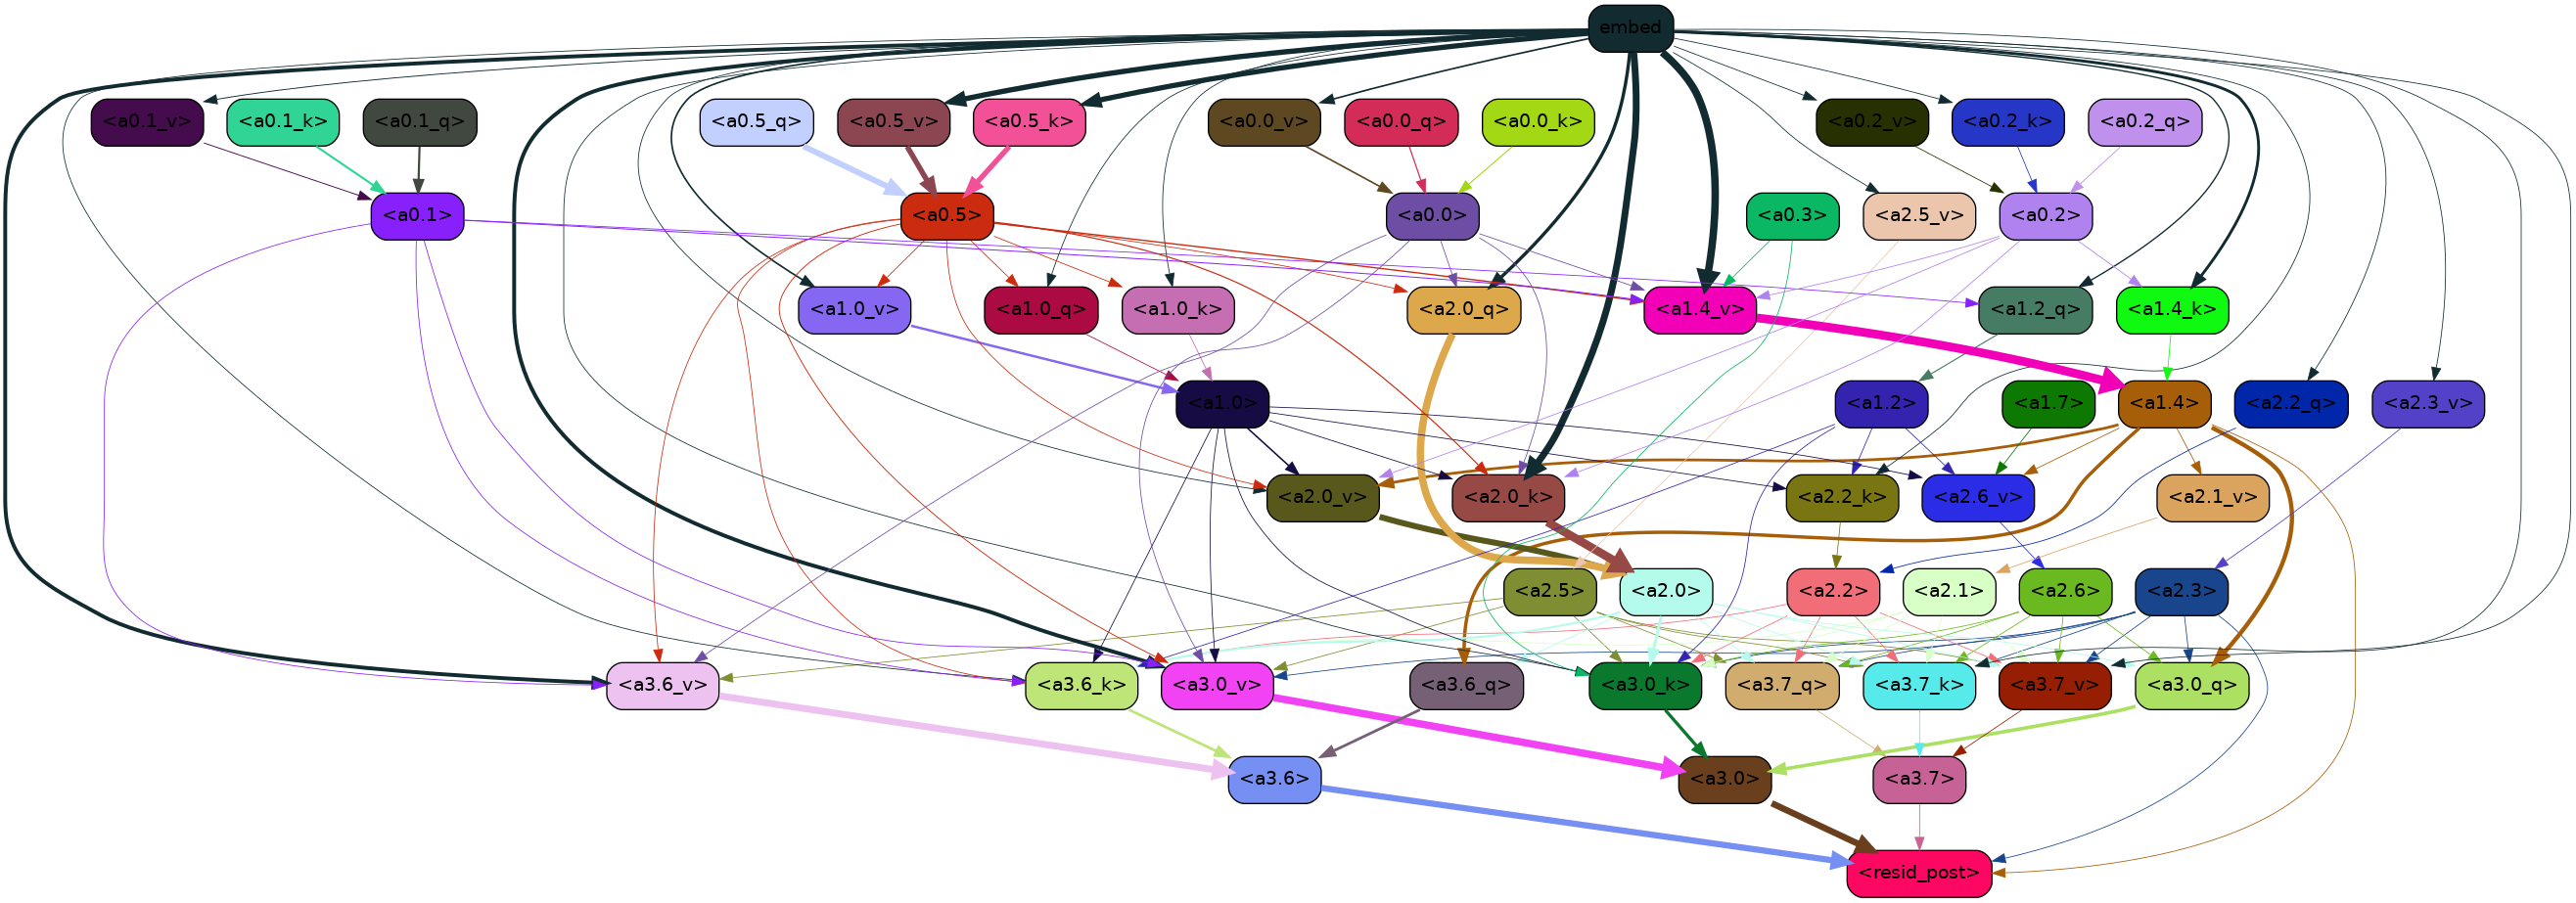 embed
<a0.1_v> <a0.1_k> <a0.1_q> <a0.5_q> <a0.5_v> <a0.5_k> <a0.0_v> <a0.0_q> <a0.0_k> <a0.2_v> <a0.2_k> <a0.2_q>
<a0.1> <a0.5> <a0.0> <a0.3> <a2.5_v> <a0.2>
<a1.0_v> <a1.0_q> <a1.0_k> <a2.0_q> <a1.4_v> <a1.2_q> <a1.4_k>
<a1.0> <a1.2> <a1.7> <a1.4> <a2.2_q> <a2.3_v>
<a2.0_v> <a2.0_k> <a2.2_k> <a2.6_v> <a2.1_v>
<a2.5> <a2.0> <a2.2> <a2.1> <a2.6> <a2.3>
<a3.6_v> <a3.6_k> <a3.0_v> <a3.6_q> <a3.0_k> <a3.7_q> <a3.7_k> <a3.7_v> <a3.0_q>
<a3.6> <a3.0> <a3.7>
<resid_post>